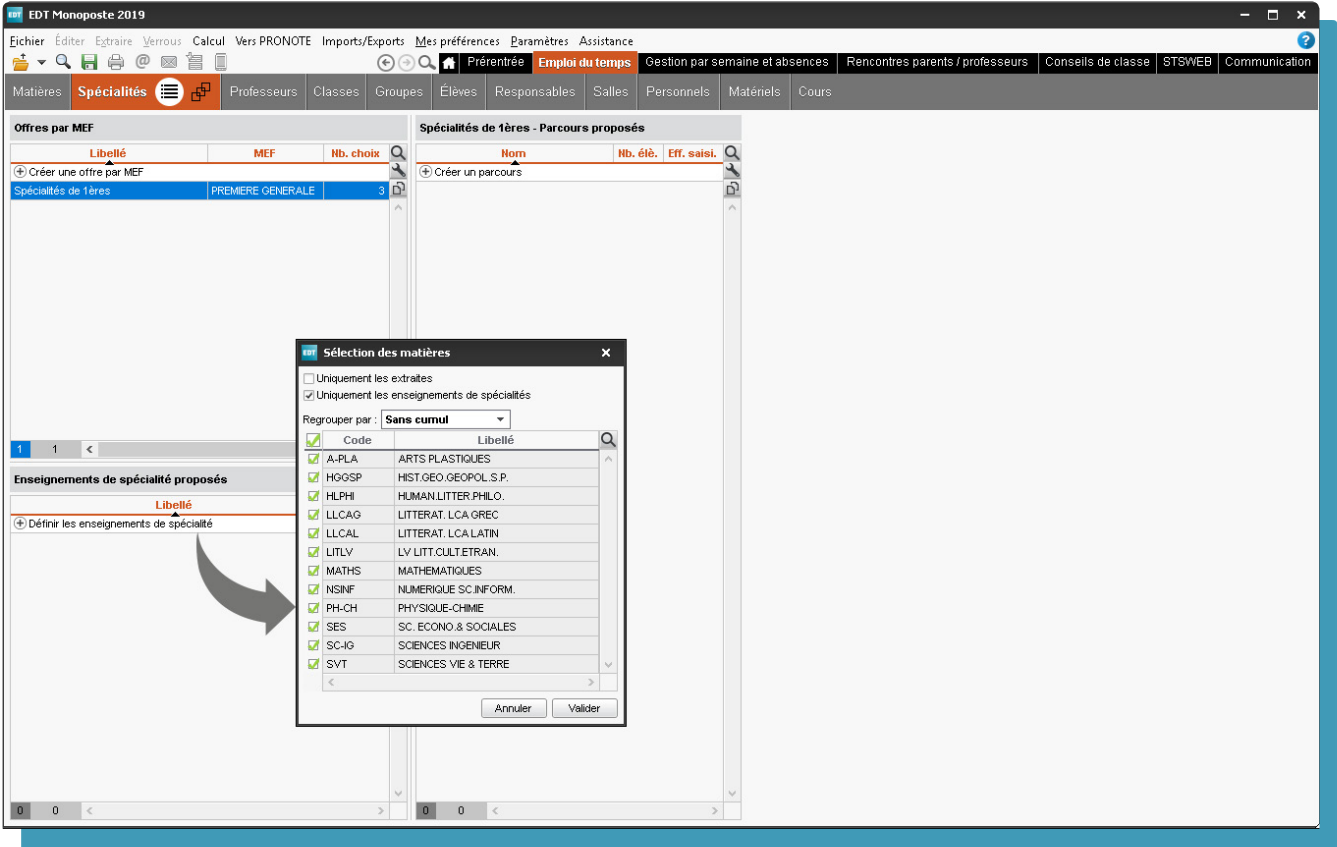 EDT EDT Monoposte 2019
Fichier Éditer Extraire Verrous Calcul Vers PRONOTE Imports/Exports Mes préférences Paramètres Assistance ?
@ Prérentrée Emploi du temps Gestion par semaine et absences Rencontres parents / professeurs Conseils de classe STSWEB Communication
Matières Spécialités Professeurs Classes Groupes Élèves Responsables Salles Personnels Matériels Cours
Offres par MEF
Libellé MEF Nb. choix
Créer une offre par MEF
Spécialités de 1ères PREMIERE GENERALE 3
1 1
Spécialités de 1ères - Parcours proposés
Nom Nb. élè. Eff. saisi.
Créer un parcours
Enseignements de spécialité proposés
Libellé
Définir les enseignements de spécialité
EDT Sélection des matières
Uniquement les extraites
Uniquement les enseignements de spécialités
Regrouper par : Sans cumul
Code Libellé
A-PLA ARTS PLASTIQUES
HGGSP HIST.GEO.GEOPOL.S.P.
HLPHI HUMAN.LITTER.PHILO.
LLCAG LITTERAT. LCA GREC
LLCAL LITTERAT. LCA LATIN
LITLV LV LITT.CULT.ETRAN.
MATHS MATHEMATIQUES
NSINF NUMERIQUE SC.INFORM.
PH-CH PHYSIQUE-CHIMIE
SES SC. ECONO.& SOCIALES
SC-IG SCIENCES INGENIEUR
SVT SCIENCES VIE & TERRE
Annuler Valider
0 0
0 0